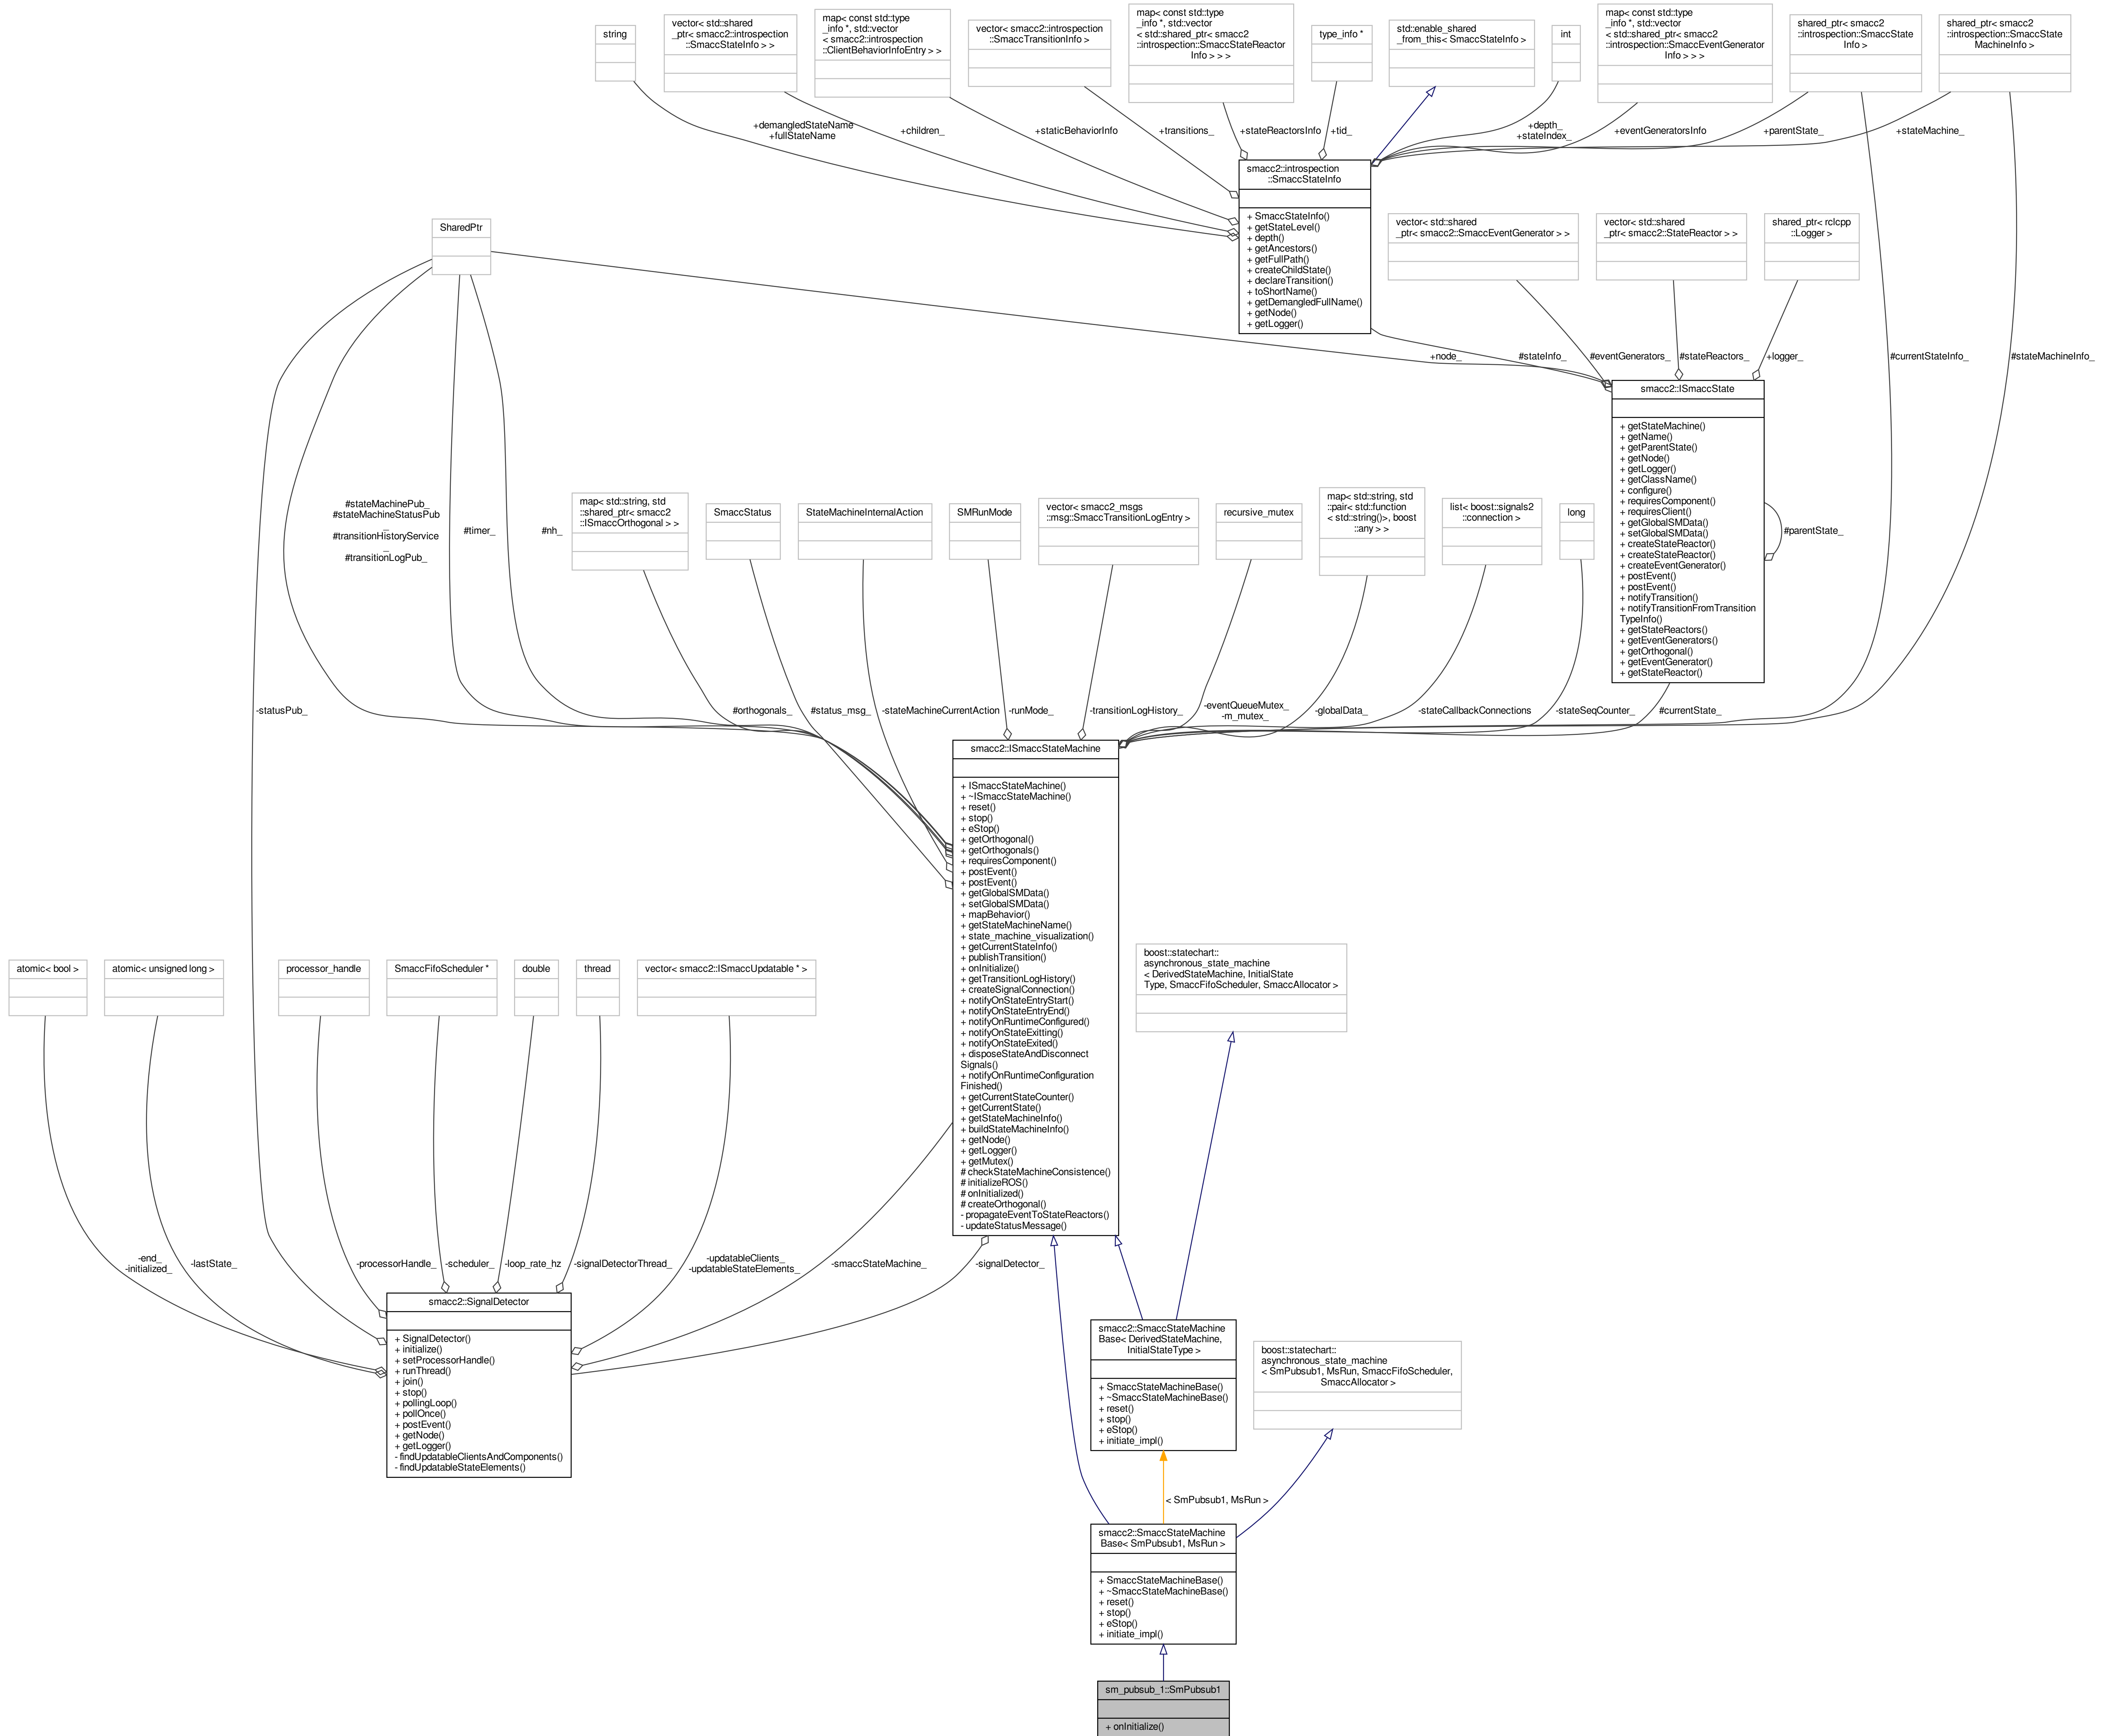 string
vector< std::shared
_ptr< smacc2::introspection
::SmaccStateInfo > >
map< const std::type
_info *, std::vector
< smacc2::introspection
::ClientBehaviorInfoEntry > >
vector< smacc2::introspection
::SmaccTransitionInfo >
map< const std::type
_info *, std::vector
< std::shared_ptr< smacc2
::introspection::SmaccStateReactor
Info > > >
type_info *
std::enable_shared
_from_this< SmaccStateInfo >
int
map< const std::type
_info *, std::vector
< std::shared_ptr< smacc2
::introspection::SmaccEventGenerator
Info > > >
shared_ptr< smacc2
::introspection::SmaccState
Info >
shared_ptr< smacc2
::introspection::SmaccState
MachineInfo >
+demangledStateName
+fullStateName
+children_
+staticBehaviorInfo
+transitions_
+stateReactorsInfo
+tid_
+depth_
+stateIndex_
+eventGeneratorsInfo
+parentState_
+stateMachine_
smacc2::introspection
::SmaccStateInfo
+ SmaccStateInfo()
+ getStateLevel()
+ depth()
+ getAncestors()
+ getFullPath()
+ createChildState()
+ declareTransition()
+ toShortName()
+ getDemangledFullName()
+ getNode()
+ getLogger()
SharedPtr
vector< std::shared
_ptr< smacc2::SmaccEventGenerator > >
vector< std::shared
_ptr< smacc2::StateReactor > >
shared_ptr< rclcpp
::Logger >
+node_
#stateInfo_
#eventGenerators_
#stateReactors_
+logger_
#currentStateInfo_
#stateMachineInfo_
smacc2::ISmaccState
+ getStateMachine()
+ getName()
+ getParentState()
+ getNode()
+ getLogger()
+ getClassName()
+ configure()
+ requiresComponent()
+ requiresClient()
+ getGlobalSMData()
+ setGlobalSMData()
+ createStateReactor()
+ createStateReactor()
+ createEventGenerator()
+ postEvent()
+ postEvent()
+ notifyTransition()
+ notifyTransitionFromTransition
TypeInfo()
+ getStateReactors()
+ getEventGenerators()
+ getOrthogonal()
+ getEventGenerator()
+ getStateReactor()
#parentState_
#stateMachinePub_
#stateMachineStatusPub
_
#transitionHistoryService
_
#transitionLogPub_
#timer_
#nh_
map< std::string, std
::shared_ptr< smacc2
::ISmaccOrthogonal > >
SmaccStatus
StateMachineInternalAction
SMRunMode
vector< smacc2_msgs
::msg::SmaccTransitionLogEntry >
recursive_mutex
map< std::string, std
::pair< std::function
< std::string()>, boost
::any > >
list< boost::signals2
::connection >
long
-statusPub_
#orthogonals_
#status_msg_
-stateMachineCurrentAction
-runMode_
-transitionLogHistory_
-eventQueueMutex_
-m_mutex_
-globalData_
-stateCallbackConnections
-stateSeqCounter_
#currentState_
smacc2::ISmaccStateMachine
+ ISmaccStateMachine()
+ ~ISmaccStateMachine()
+ reset()
+ stop()
+ eStop()
+ getOrthogonal()
+ getOrthogonals()
+ requiresComponent()
+ postEvent()
+ postEvent()
+ getGlobalSMData()
+ setGlobalSMData()
+ mapBehavior()
+ getStateMachineName()
+ state_machine_visualization()
+ getCurrentStateInfo()
+ publishTransition()
+ onInitialize()
+ getTransitionLogHistory()
+ createSignalConnection()
+ notifyOnStateEntryStart()
+ notifyOnStateEntryEnd()
+ notifyOnRuntimeConfigured()
+ notifyOnStateExitting()
+ notifyOnStateExited()
+ disposeStateAndDisconnect
Signals()
+ notifyOnRuntimeConfiguration
Finished()
+ getCurrentStateCounter()
+ getCurrentState()
+ getStateMachineInfo()
+ buildStateMachineInfo()
+ getNode()
+ getLogger()
+ getMutex()
# checkStateMachineConsistence()
# initializeROS()
# onInitialized()
# createOrthogonal()
- propagateEventToStateReactors()
- updateStatusMessage()
atomic< bool >
atomic< unsigned long >
processor_handle
SmaccFifoScheduler *
double
thread
vector< smacc2::ISmaccUpdatable * >
boost::statechart::
asynchronous_state_machine
< DerivedStateMachine, InitialState
Type, SmaccFifoScheduler, SmaccAllocator >
-end_
-initialized_
-lastState_
-processorHandle_
-scheduler_
-loop_rate_hz
-signalDetectorThread_
-updatableClients_
-updatableStateElements_
-smaccStateMachine_
-signalDetector_
smacc2::SignalDetector
+ SignalDetector()
+ initialize()
+ setProcessorHandle()
+ runThread()
+ join()
+ stop()
+ pollingLoop()
+ pollOnce()
+ postEvent()
+ getNode()
+ getLogger()
- findUpdatableClientsAndComponents()
- findUpdatableStateElements()
smacc2::SmaccStateMachine
Base< DerivedStateMachine,
InitialStateType >
+ SmaccStateMachineBase()
+ ~SmaccStateMachineBase()
+ reset()
+ stop()
+ eStop()
+ initiate_impl()
boost::statechart::
asynchronous_state_machine
< SmPubsub1, MsRun, SmaccFifoScheduler,
SmaccAllocator >
< SmPubsub1, MsRun >
smacc2::SmaccStateMachine
Base< SmPubsub1, MsRun >
+ SmaccStateMachineBase()
+ ~SmaccStateMachineBase()
+ reset()
+ stop()
+ eStop()
+ initiate_impl()
sm_pubsub_1::SmPubsub1
+ onInitialize()